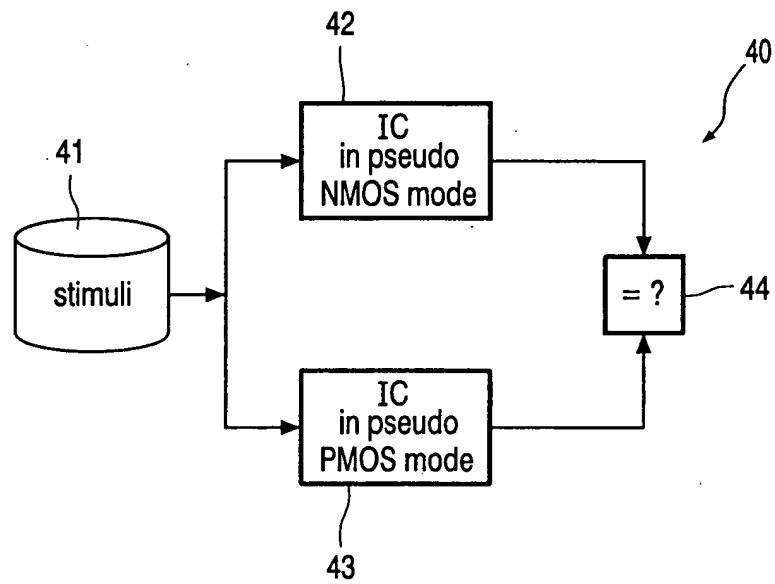 42
40
IC
in pseudo
NMOS mode
41
stimuli
= ?
44
IC
in pseudo
PMOS mode
43